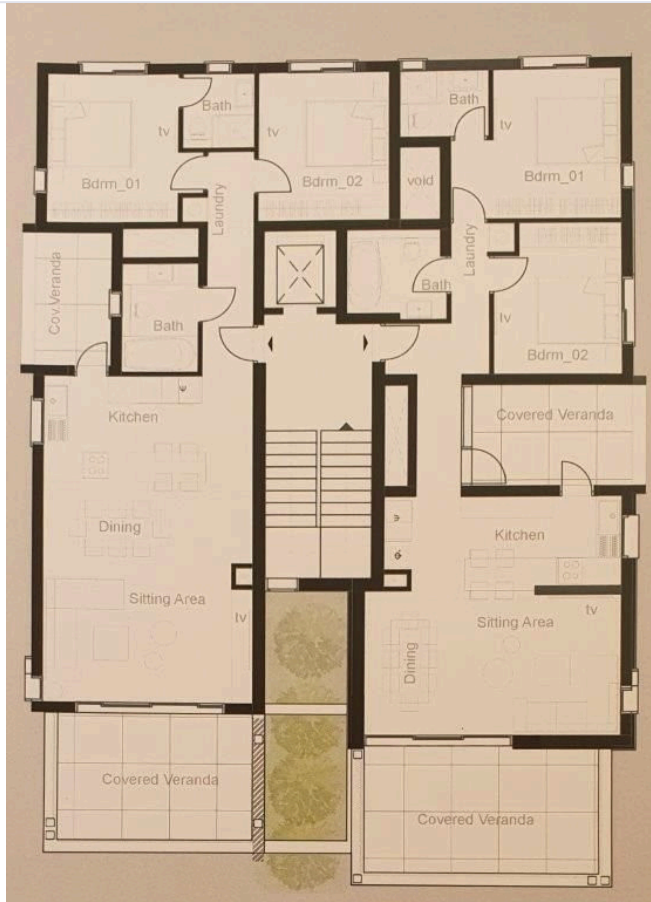 Bath
tv
Bdrm_01
tv
Bdrm_02
Laundry
Bath
tv
Bdrm_01
void
Laundry
Bath
tv
Bdrm_02
Cov.Veranda
Bath
Kitchen
Dining
Sitting Area
tv
Covered Veranda
Covered Veranda
Kitchen
tv
Sitting Area
Dining
Covered Veranda